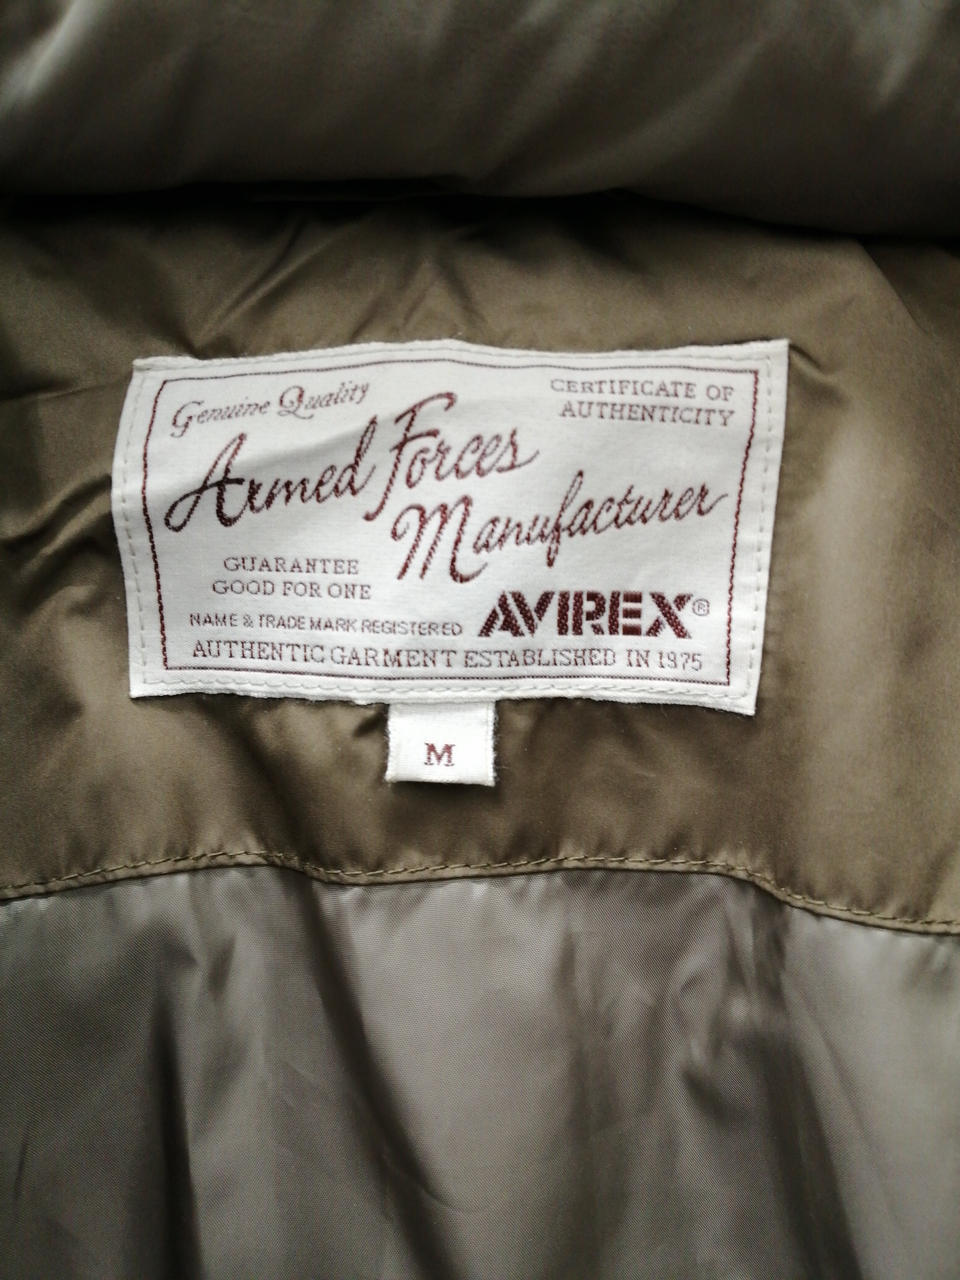 Genuine Quality
CERTIFICATE OF
AUTHENTICITY
Armed Forces
Manufacturer
GUARANTEE
GOOD FOR ONE
NAME & TRADE MARK REGISTERED
AVIREX®
AUTHENTIC GARMENT ESTABLISHED IN 1975
M